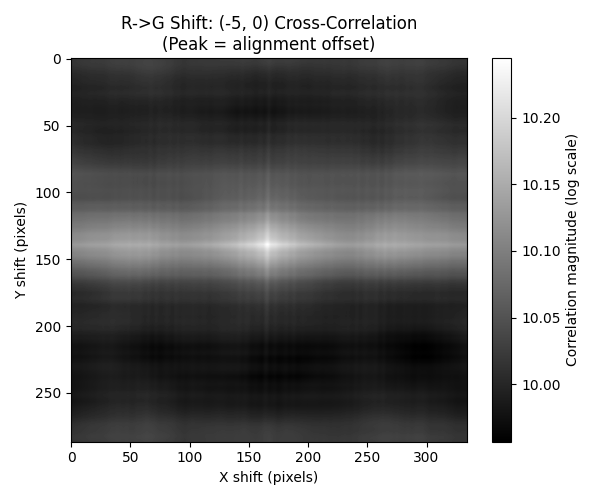 R->G Shift: (-5, 0) Cross-Correlation
(Peak = alignment offset)
0
50
100
150
200
250
Y shift (pixels)
0 50 100 150 200 250 300
X shift (pixels)
10.20
10.15
10.10
10.05
10.00
Correlation magnitude (log scale)